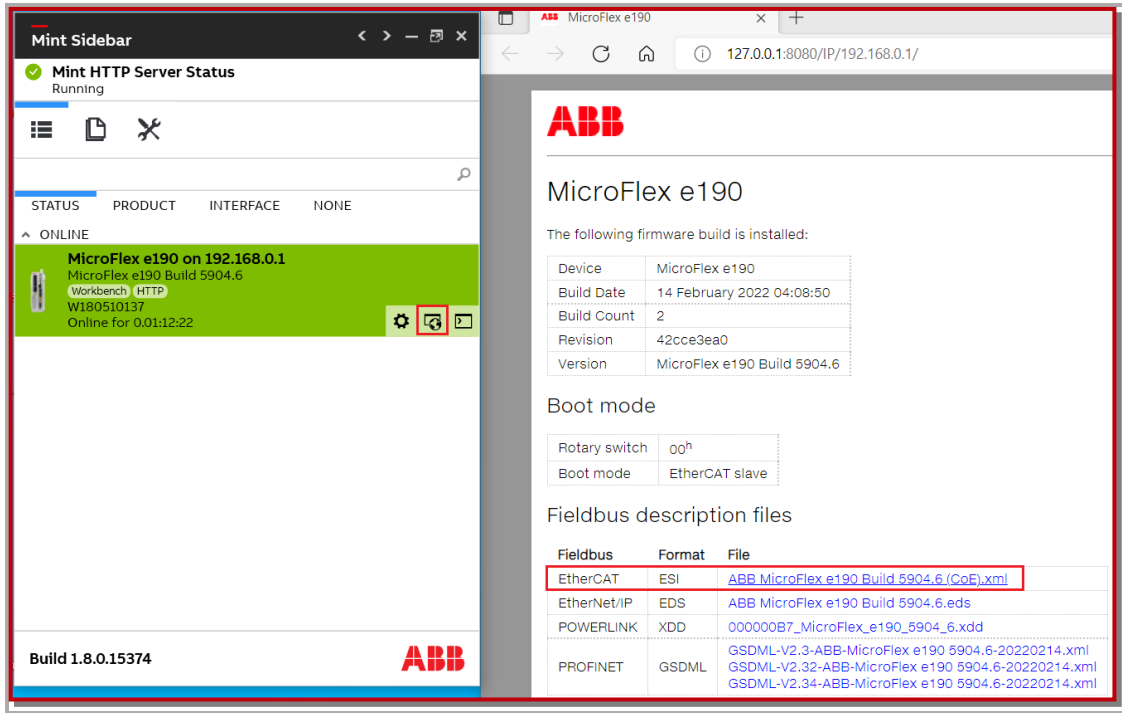 Mint Sidebar
Mint HTTP Server Status
Running
STATUS PRODUCT INTERFACE NONE
ONLINE
MicroFlex e190 on 192.168.0.1
MicroFlex e190 Build 5904.6
Workbench HTTP
W180510137
Online for 0.01:12:22
Build 1.8.0.15374
ABB
ABB MicroFlex e190
127.0.0.1:8080/IP/192.168.0.1/
ABB
MicroFlex e190
The following firmware build is installed:
Device MicroFlex e190
Build Date 14 February 2022 04:08:50
Build Count 2
Revision 42cce3ea0
Version MicroFlex e190 Build 5904.6
Boot mode
Rotary switch 00h
Boot mode EtherCAT slave
Fieldbus description files
Fieldbus Format File
EtherCAT ESI ABB MicroFlex e190 Build 5904.6 (CoE).xml
EtherNet/IP EDS ABB MicroFlex e190 Build 5904.6.eds
POWERLINK XDD 000000B7_MicroFlex_e190_5904_6.xdd
PROFINET GSDML GSDML-V2.3-ABB-MicroFlex e190 5904.6-20220214.xml
GSDML-V2.32-ABB-MicroFlex e190 5904.6-20220214.xml
GSDML-V2.34-ABB-MicroFlex e190 5904.6-20220214.xml